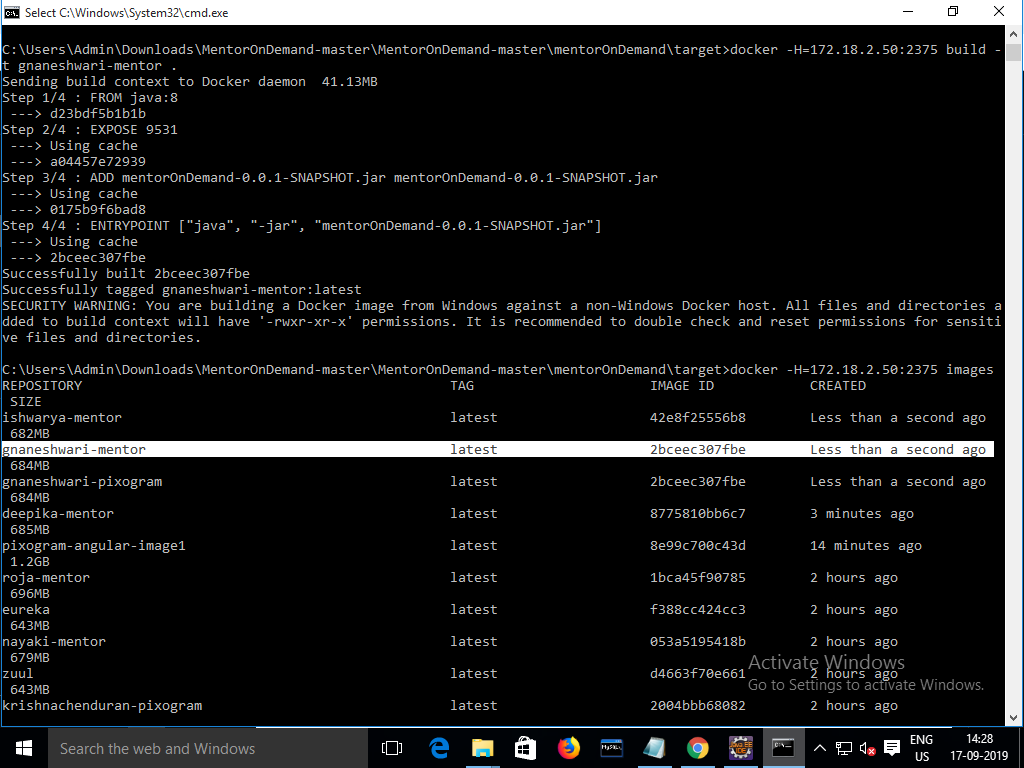 Select C:\Windows\System32\cmd.exe
C:\Users\Admin\Downloads\MentorOnDemand-master\MentorOnDemand-master\mentorOnDemand\target>docker -H=172.18.2.50:2375 build -
t gnaneshwari-mentor .
Sending build context to Docker daemon  41.13MB
Step 1/4 : FROM java:8
 ---> d23bdf5b1b1b
Step 2/4 : EXPOSE 9531
 ---> Using cache
 ---> a04457e72939
Step 3/4 : ADD mentorOnDemand-0.0.1-SNAPSHOT.jar mentorOnDemand-0.0.1-SNAPSHOT.jar
 ---> Using cache
 ---> 0175b9f6bad8
Step 4/4 : ENTRYPOINT ["java", "-jar", "mentorOnDemand-0.0.1-SNAPSHOT.jar"]
 ---> Using cache
 ---> 2bceec307fbe
Successfully built 2bceec307fbe
Successfully tagged gnaneshwari-mentor:latest
SECURITY WARNING: You are building a Docker image from Windows against a non-Windows Docker host. All files and directories a
dded to build context will have '-rwxr-xr-x' permissions. It is recommended to double check and reset permissions for sensiti
ve files and directories.
C:\Users\Admin\Downloads\MentorOnDemand-master\MentorOnDemand-master\mentorOnDemand\target>docker -H=172.18.2.50:2375 images
REPOSITORY TAG IMAGE ID CREATED
 SIZE
ishwarya-mentor latest 42e8f25556b8 Less than a second ago
 682MB
gnaneshwari-mentor latest 2bceec307fbe Less than a second ago
 684MB
gnaneshwari-pixogram latest 2bceec307fbe Less than a second ago
 684MB
deepika-mentor latest 8775810bb6c7 3 minutes ago
 685MB
pixogram-angular-image1 latest 8e99c700c43d 14 minutes ago
 1.2GB
roja-mentor latest 1bca45f90785 2 hours ago
 696MB
eureka latest f388cc424cc3 2 hours ago
 643MB
nayaki-mentor latest 053a5195418b 2 hours ago
 679MB
zuul latest d4663f70e661 2 hours ago
 643MB
krishnachenduran-pixogram latest 2004bbb68082 2 hours ago
Activate Windows
Go to Settings to activate Windows.
Search the web and Windows
MySQL
ENG
US
14:28
17-09-2019